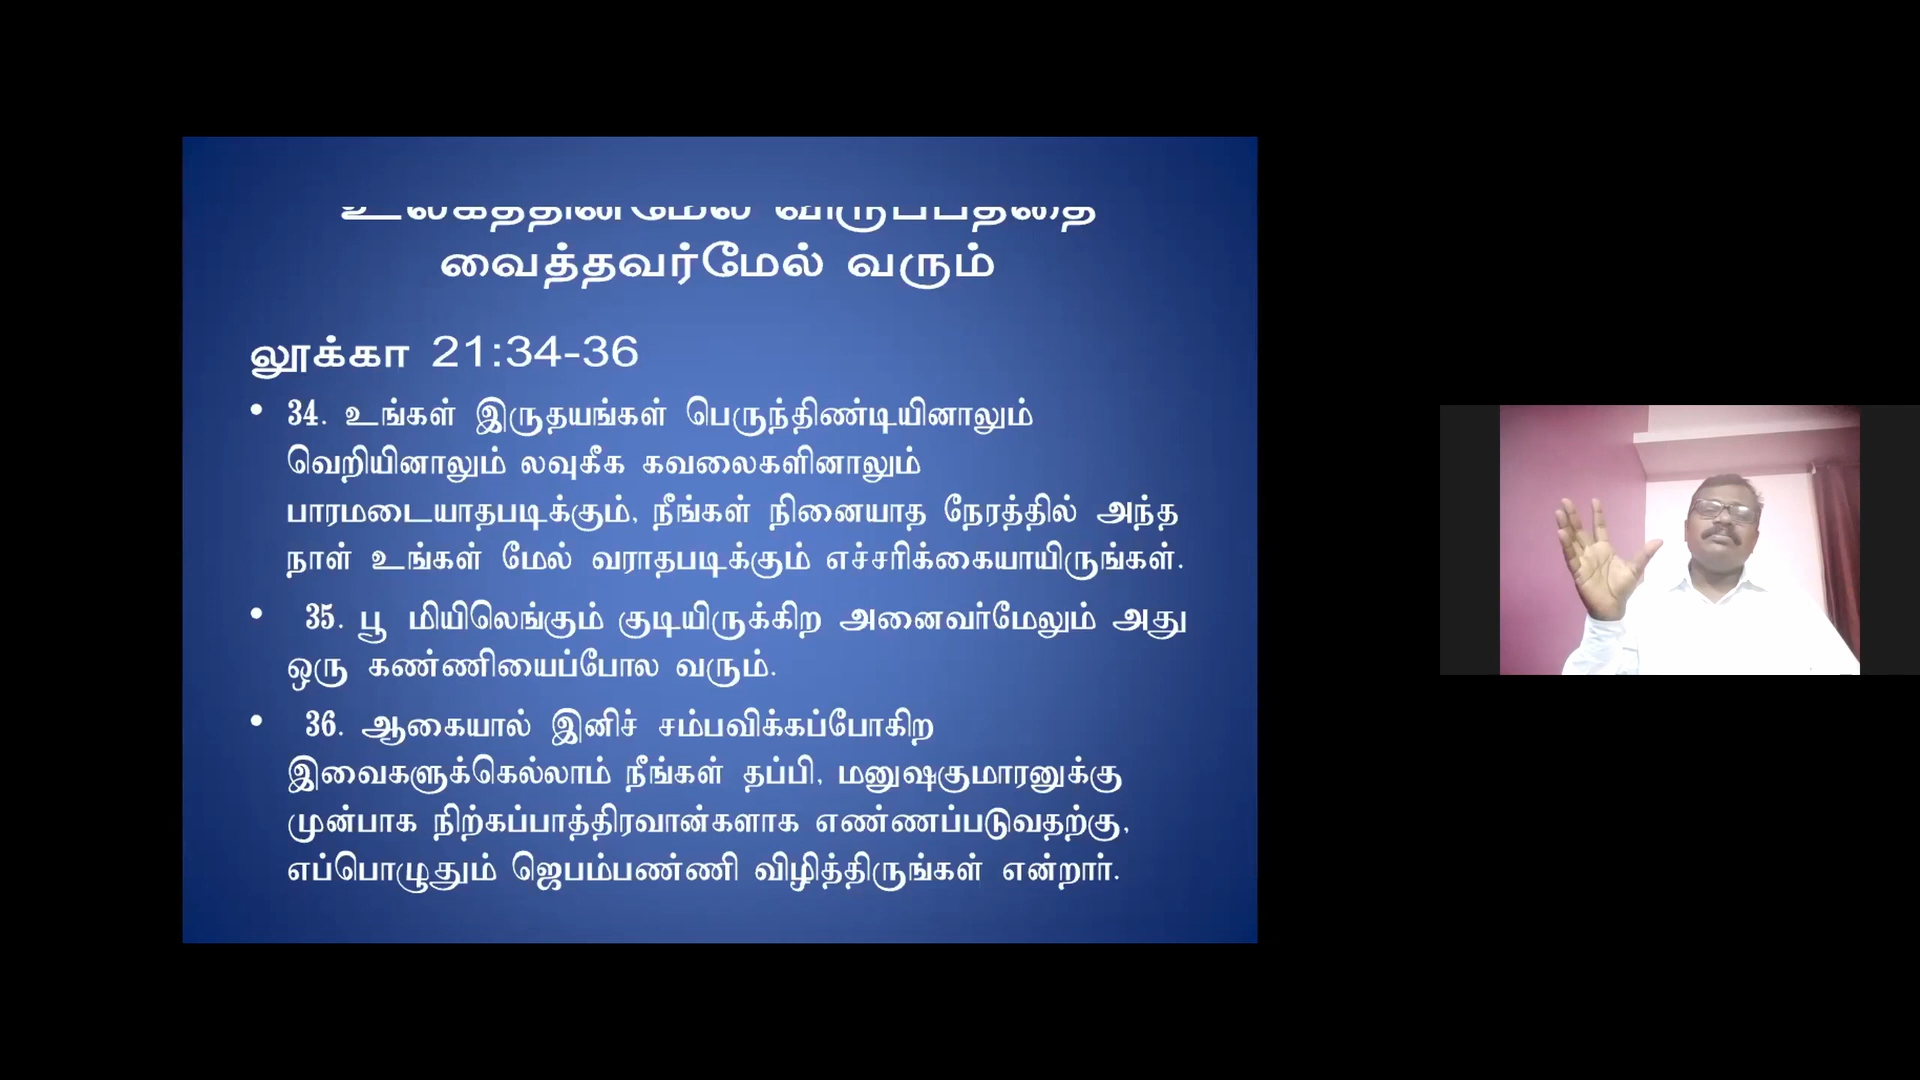 உலகத்தின்மேல் விருப்பத்தை
வைத்தவர்மேல் வரும்
லூக்கா 21:34-36
• 34. உங்கள் இருதயங்கள் பெருந்திண்டியினாலும்
வெறியினாலும் லவுகீக கவலைகளினாலும்
பாரமடையாதபடிக்கும், நீங்கள் நினையாத நேரத்தில் அந்த
நாள் உங்கள் மேல் வராதபடிக்கும் எச்சரிக்கையாயிருங்கள்.
• 35. பூ மியிலெங்கும் குடியிருக்கிற அனைவர்மேலும் அது
ஒரு கண்ணியைப்போல வரும்.
• 36. ஆகையால் இனிச் சம்பவிக்கப்போகிற
இவைகளுக்கெல்லாம் நீங்கள் தப்பி, மனுஷகுமாரனுக்கு
முன்பாக நிற்கப்பாத்திரவான்களாக எண்ணப்படுவதற்கு,
எப்பொழுதும் ஜெபம்பண்ணி விழித்திருங்கள் என்றார்.